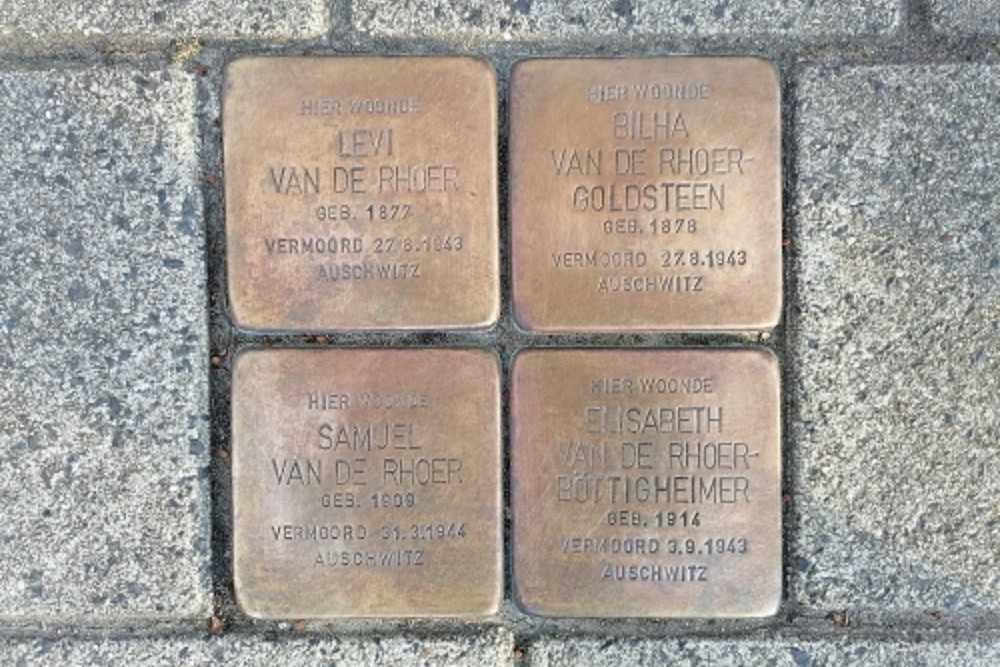 HIER WOONDE
LEVI
VAN DE RHOER
GEB. 1877
VERMOORD 27.8.1943
AUSCHWITZ
HIER WOONDE
BILHA
VAN DE RHOER-
GOLDSTEEN
GEB. 1878
VERMOORD 27.8.1943
AUSCHWITZ
HIER WOONDE
SAMUEL
VAN DE RHOER
GEB. 1909
VERMOORD 31.3.1944
AUSCHWITZ
HIER WOONDE
ELISABETH
VAN DE RHOER-
BÖTTIGHEIMER
GEB. 1914
VERMOORD 3.9.1943
AUSCHWITZ